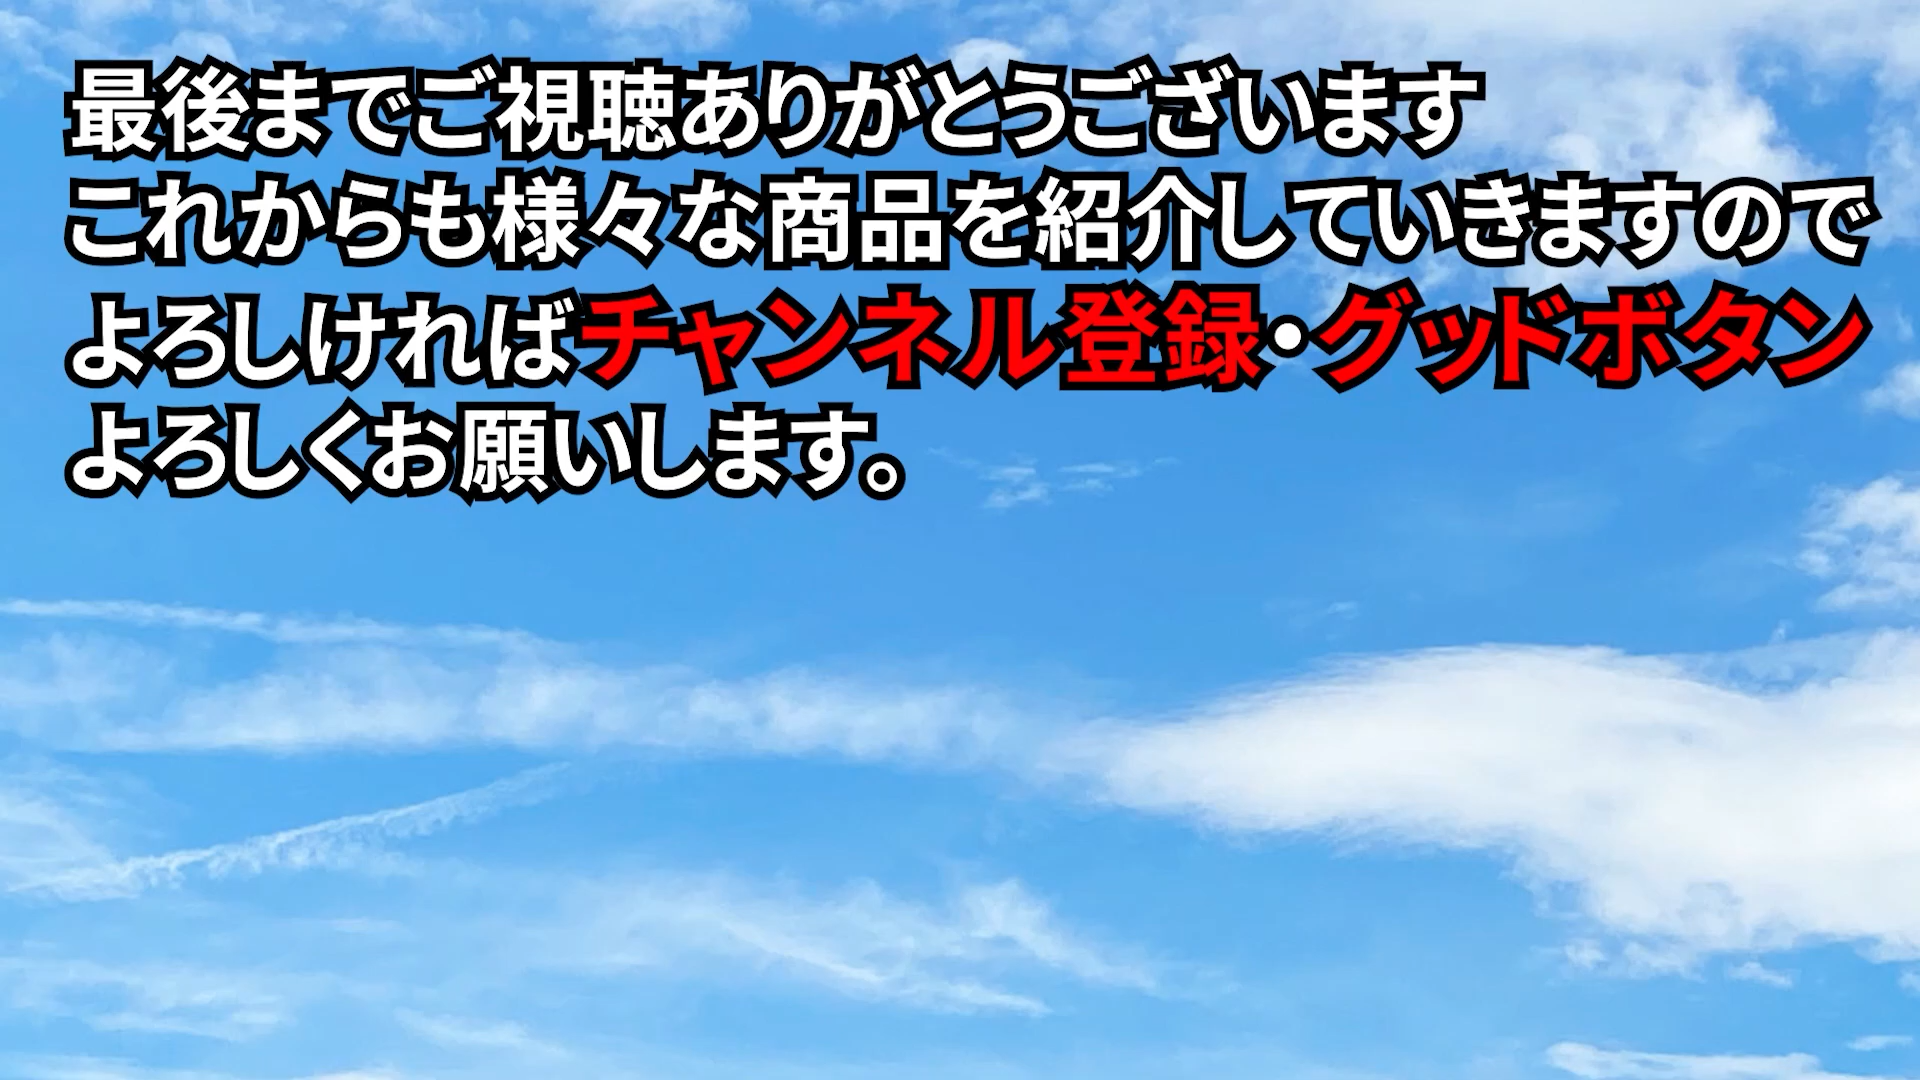 最後までご視聴ありがとうございます
これからも様々な商品を紹介していきますので
よろしければチャンネル登録・グッドボタン
よろしくお願いします。